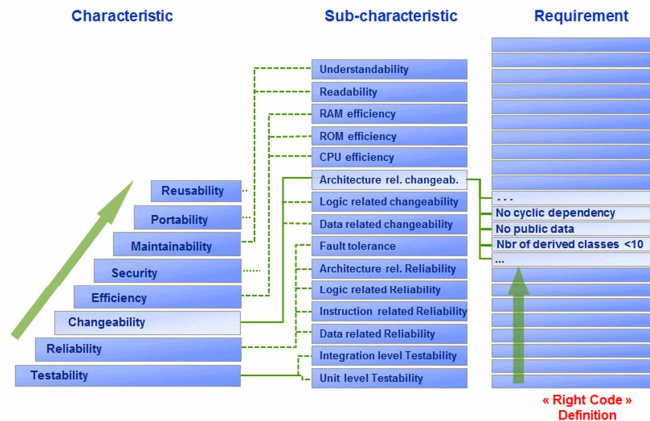 Characteristic
Sub-characteristic
Requirement
Reusability
Portability
Maintainability
Security
Efficiency
Changeability
Reliability
Testability
Understandability
Readability
RAM efficiency
ROM efficiency
CPU efficiency
Architecture rel. changeab.
Logic related changeability
Data related changeability
Fault tolerance
Architecture rel. Reliability
Logic related Reliability
Instruction related Reliability
Data related Reliability
Integration level Testability
Unit level Testability
. . .
No cyclic dependency
No public data
Nbr of derived classes <10
...
« Right Code »
Definition